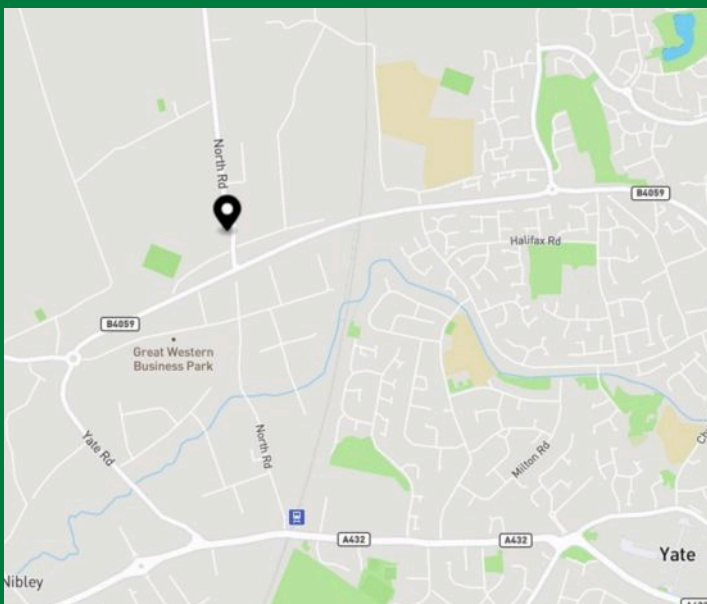 North Rd
B4059
Halifax Rd
B4059
Great Western
Business Park
Yate Rd
North Rd
Milton Rd
A432
A432
Yate
Nibley